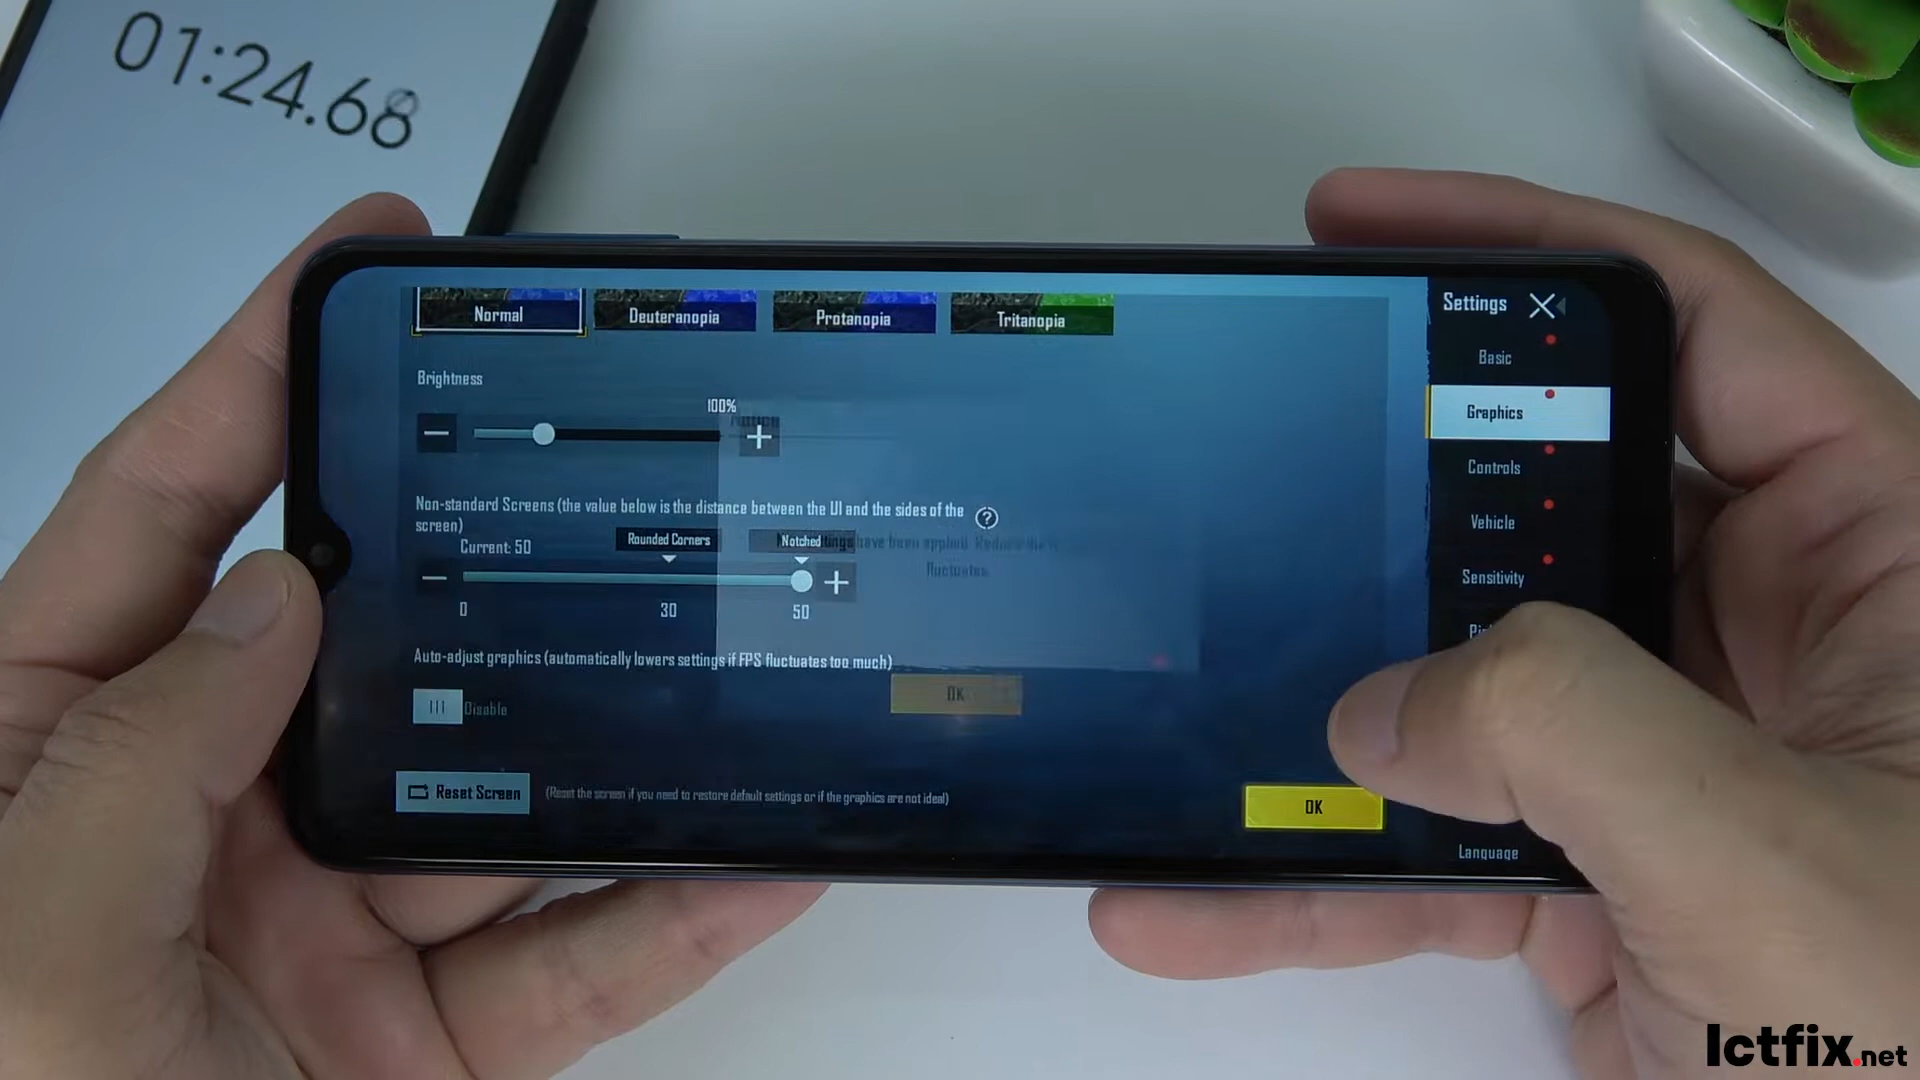 01:24.68
Normal
Deuteranopia
Protanopia
Tritanopia
Settings
Basic
Graphics
Controls
Vehicle
Sensitivity
Language
Brightness
100%
Non-standard Screens (the value below is the distance between the UI and the sides of the
screen)
Current: 50
Rounded Corners
Notched
have been applied.
fluctuates
0
30
50
Auto-adjust graphics (automatically lowers settings if FPS fluctuates too much)
Disable
OK
Reset Screen
(Reset the screen if you need to restore default settings or if the graphics are not ideal)
OK
Ictfix.net